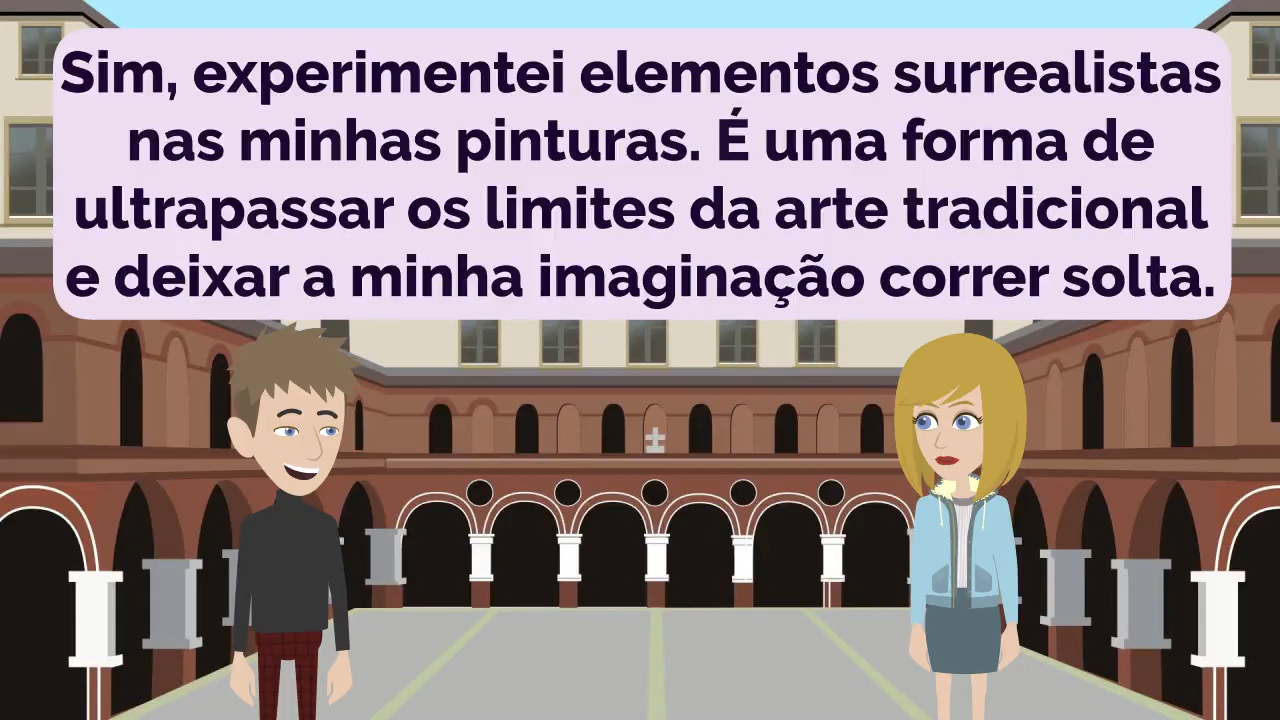 Sim, experimentei elementos surrealistas
nas minhas pinturas. É uma forma de
ultrapassar os limites da arte tradicional
e deixar a minha imaginação correr solta.